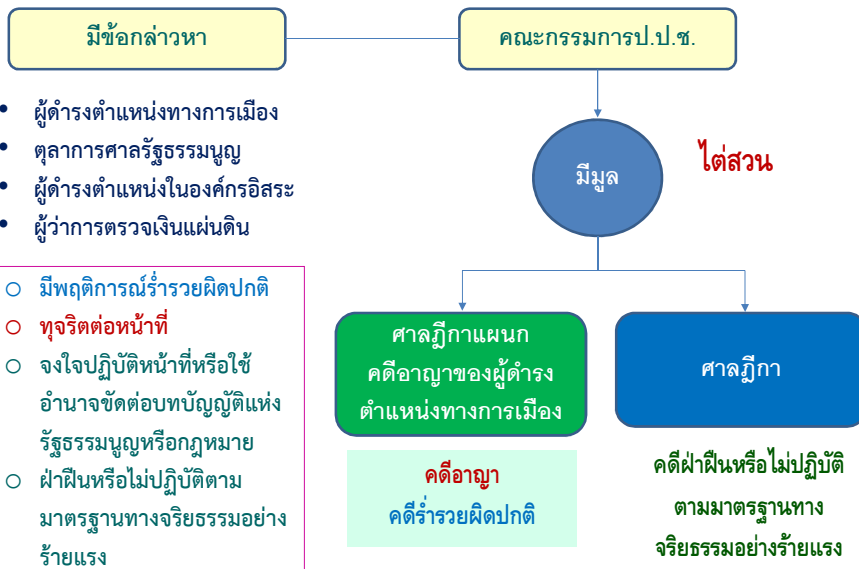 มีข้อกล่าวหา
คณะกรรมการป.ป.ช.
• ผู้ดำรงตำแหน่งทางการเมือง
• ตุลาการศาลรัฐธรรมนูญ
• ผู้ดำรงตำแหน่งในองค์กรอิสระ
• ผู้ว่าการตรวจเงินแผ่นดิน
มีมูล
ไต่สวน
○ มีพฤติการณ์ร่ำรวยผิดปกติ
○ ทุจริตต่อหน้าที่
○ จงใจปฏิบัติหน้าที่หรือใช้
อำนาจขัดต่อบทบัญญัติแห่ง
รัฐธรรมนูญหรือกฎหมาย
○ ฝ่าฝืนหรือไม่ปฏิบัติตาม
มาตรฐานทางจริยธรรมอย่าง
ร้ายแรง
ศาลฎีกาแผนก
คดีอาญาของผู้ดำรง
ตำแหน่งทางการเมือง
คดีอาญา
คดีร่ำรวยผิดปกติ
ศาลฎีกา
คดีฝ่าฝืนหรือไม่ปฏิบัติ
ตามมาตรฐานทาง
จริยธรรมอย่างร้ายแรง